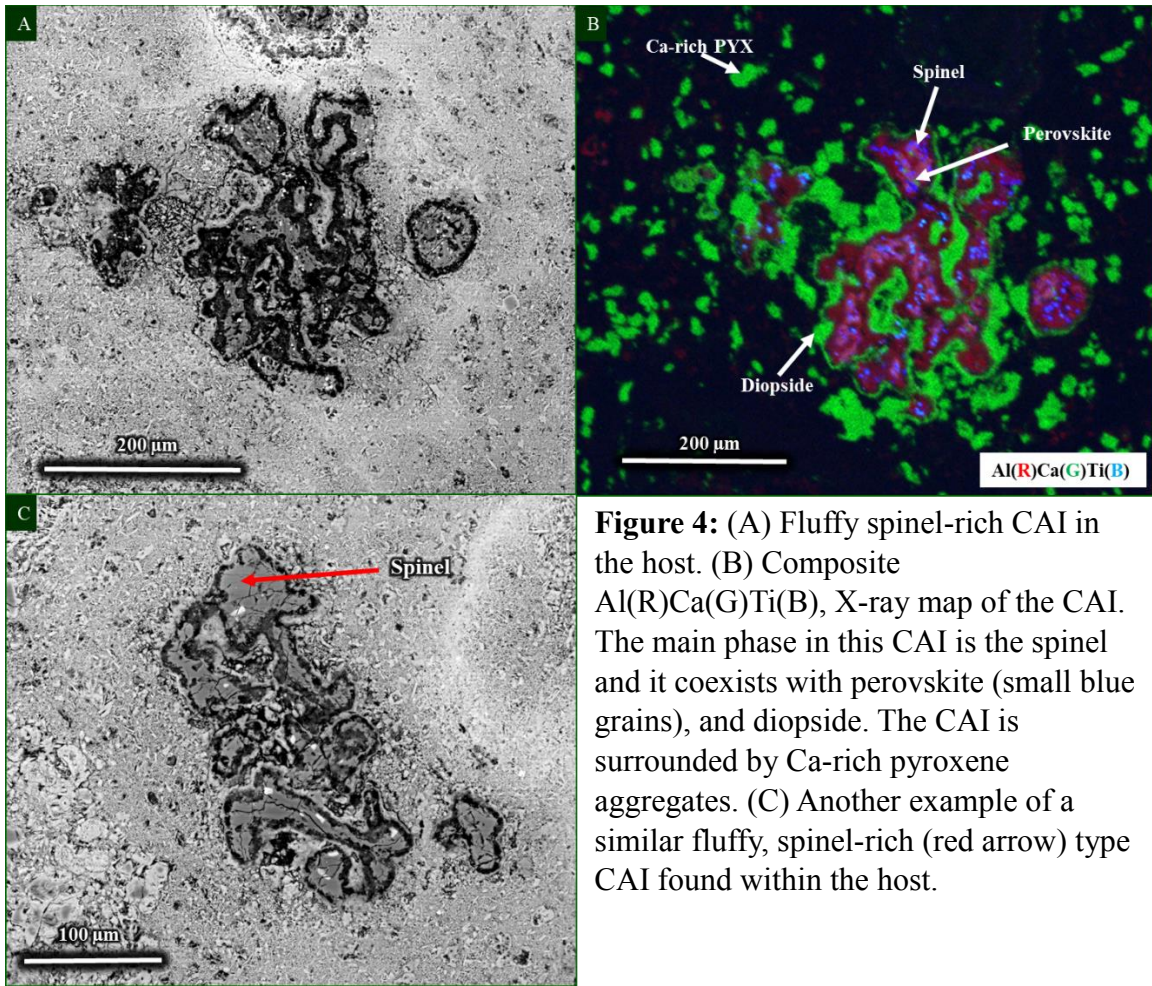 A
200 μm
B
Ca-rich PYX
Spinel
Perovskite
Diopside
200 μm
Al(R)Ca(G)Ti(B)
C
Spinel
100 μm
Figure 4: (A) Fluffy spinel-rich CAI in
the host. (B) Composite
Al(R)Ca(G)Ti(B), X-ray map of the CAI.
The main phase in this CAI is the spinel
and it coexists with perovskite (small blue
grains), and diopside. The CAI is
surrounded by Ca-rich pyroxene
aggregates. (C) Another example of a
similar fluffy, spinel-rich (red arrow) type
CAI found within the host.